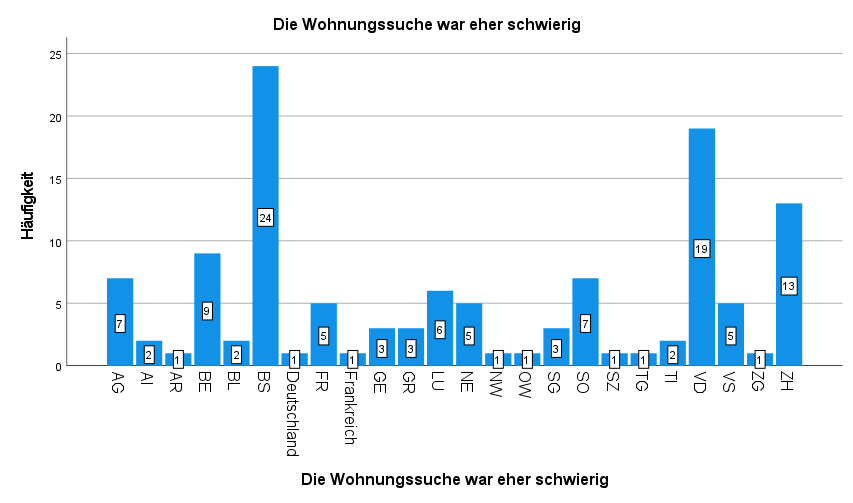 Die Wohnungssuche war eher schwierig
Häufigkeit
25
20
15
10
5
0
7
2
1
9
2
24
1
5
1
3
3
6
5
1
1
3
7
1
1
2
19
5
1
13
AG
AI
AR
BE
BL
BS
Deutschland
FR
Frankreich
GE
GR
LU
NE
NW
OW
SG
SO
SZ
TG
TI
VD
VS
ZG
ZH
Die Wohnungssuche war eher schwierig